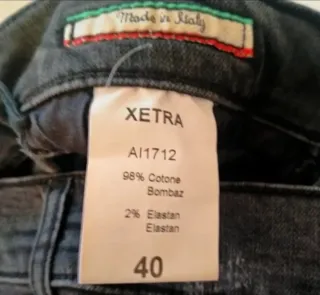 Made in Italy
XETRA
AI1712
98% Cotone
Bombaz
2% Elastan
Elastan
40